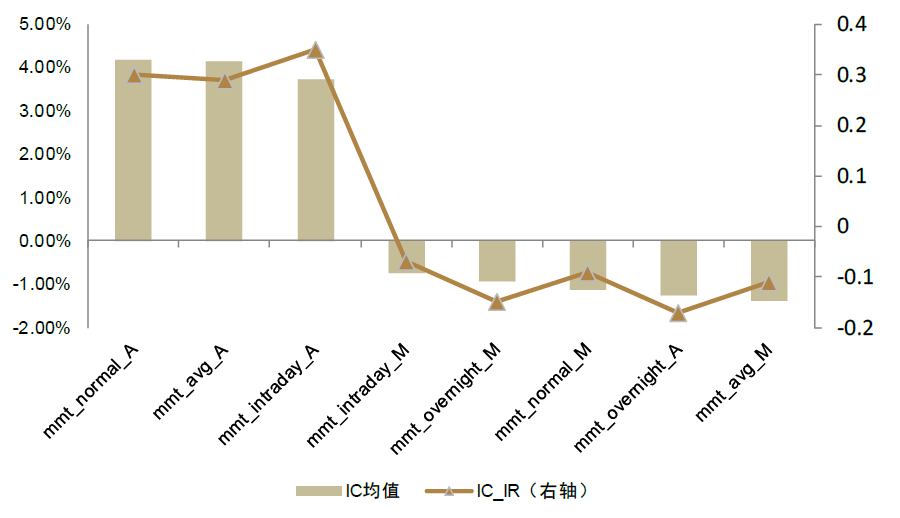 5.00%
4.00%
3.00%
2.00%
1.00%
0.00%
-1.00%
-2.00%
0.4
0.3
0.2
0.1
0
-0.1
-0.2
mmt_normal_A
mmt_avg_A
mmt_intraday_A
mmt_intraday_M
mmt_overnight_M
mmt_normal_M
mmt_overnight_A
mmt_avg_M
IC均值
IC_IR（右轴）